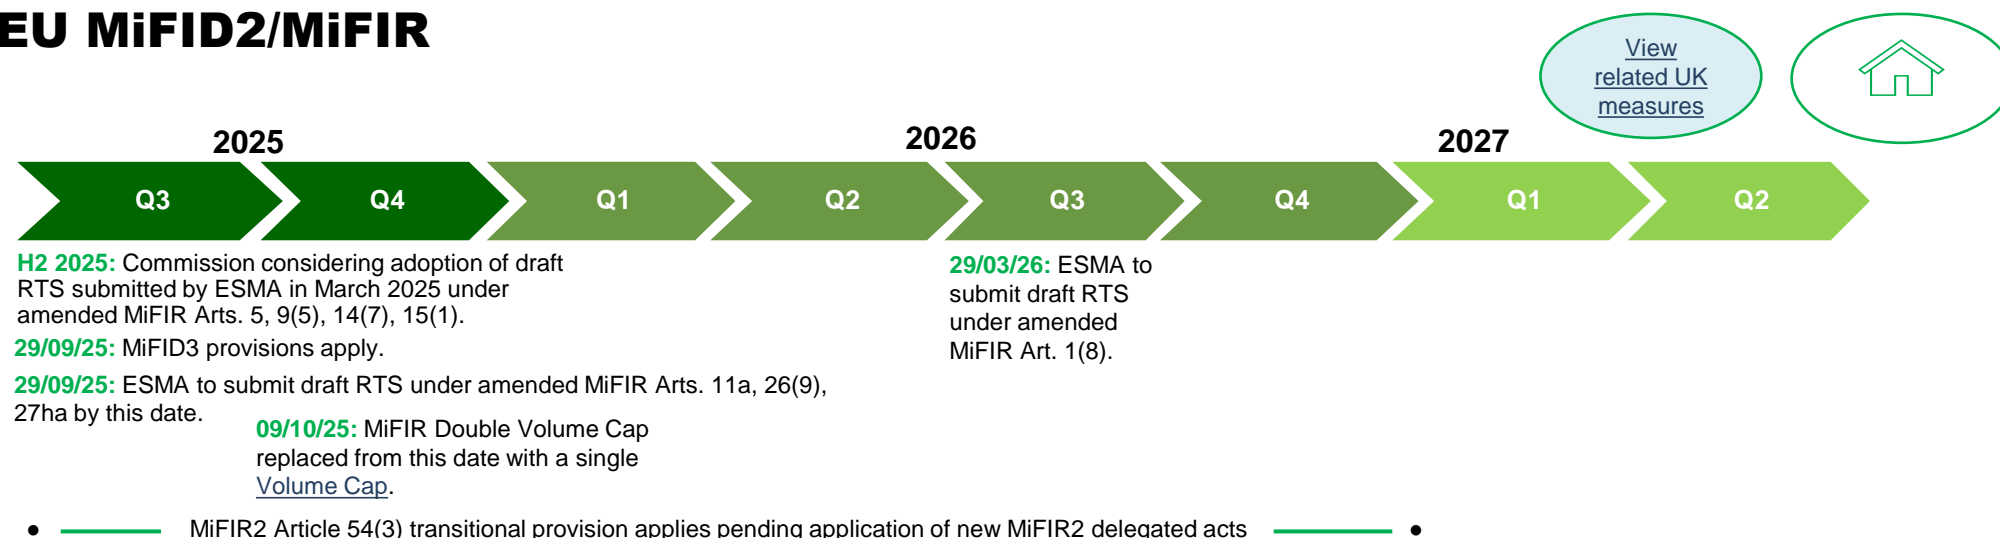 EU MiFID2/MiFIR
View
related UK
measures
2025
2026
2027
Q3
Q4
Q1
Q2
Q3
Q4
Q1
Q2
H2 2025: Commission considering adoption of draft
RTS submitted by ESMA in March 2025 under
amended MiFIR Arts. 5, 9(5), 14(7), 15(1).
29/09/25: MiFID3 provisions apply.
29/09/25: ESMA to submit draft RTS under amended MiFIR Arts. 11a, 26(9),
27ha by this date.
09/10/25: MiFIR Double Volume Cap
replaced from this date with a single
Volume Cap.
29/03/26: ESMA to
submit draft RTS
under amended
MiFIR Art. 1(8).
● MiFIR2 Article 54(3) transitional provision applies pending application of new MiFIR2 delegated acts ●